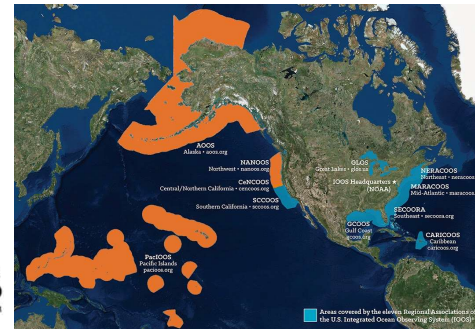 AOOS
Alaska • aoos.org
NANOOS
Northwest • nanoos.org
CeNCOOS
Central/Northern California • cencoos.org
SCCOOS
Southern California • sccoos.org
PacIOOS
Pacific Islands
pacioos.org
GLOS
Great Lakes • glos.us
IOOS Headquarters ★
(NOAA)
NERACOOS
Northeast • neracoos.
MARACOOS
Mid-Atlantic • maracoos.
SECOORA
Southeast • secoora.org
GCOOS
Gulf Coast
gcoos.org
CARICOOS
Caribbean
caricoos.org
Areas covered by the eleven Regional Associations
the U.S. Integrated Ocean Observing System (IOOS)